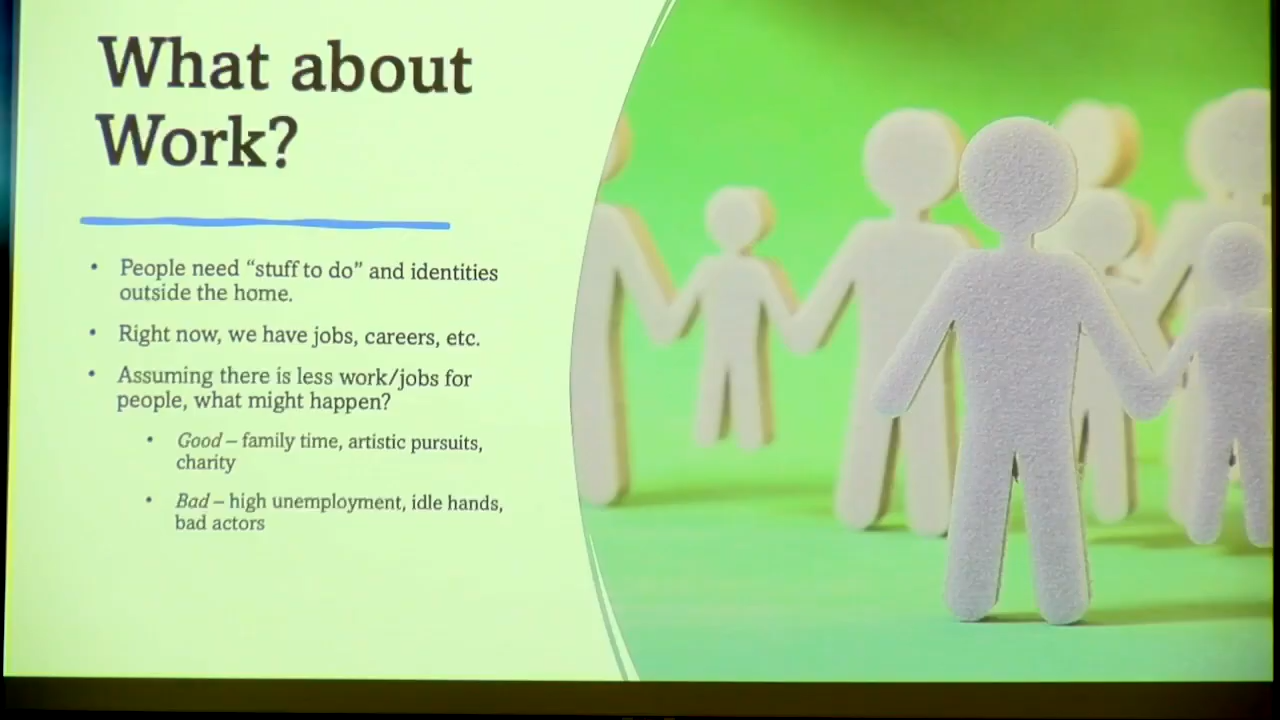 What about
Work?
• People need “stuff to do” and identities
outside the home.
• Right now, we have jobs, careers, etc.
• Assuming there is less work/jobs for
people, what might happen?
• Good – family time, artistic pursuits,
charity
• Bad – high unemployment, idle hands,
bad actors